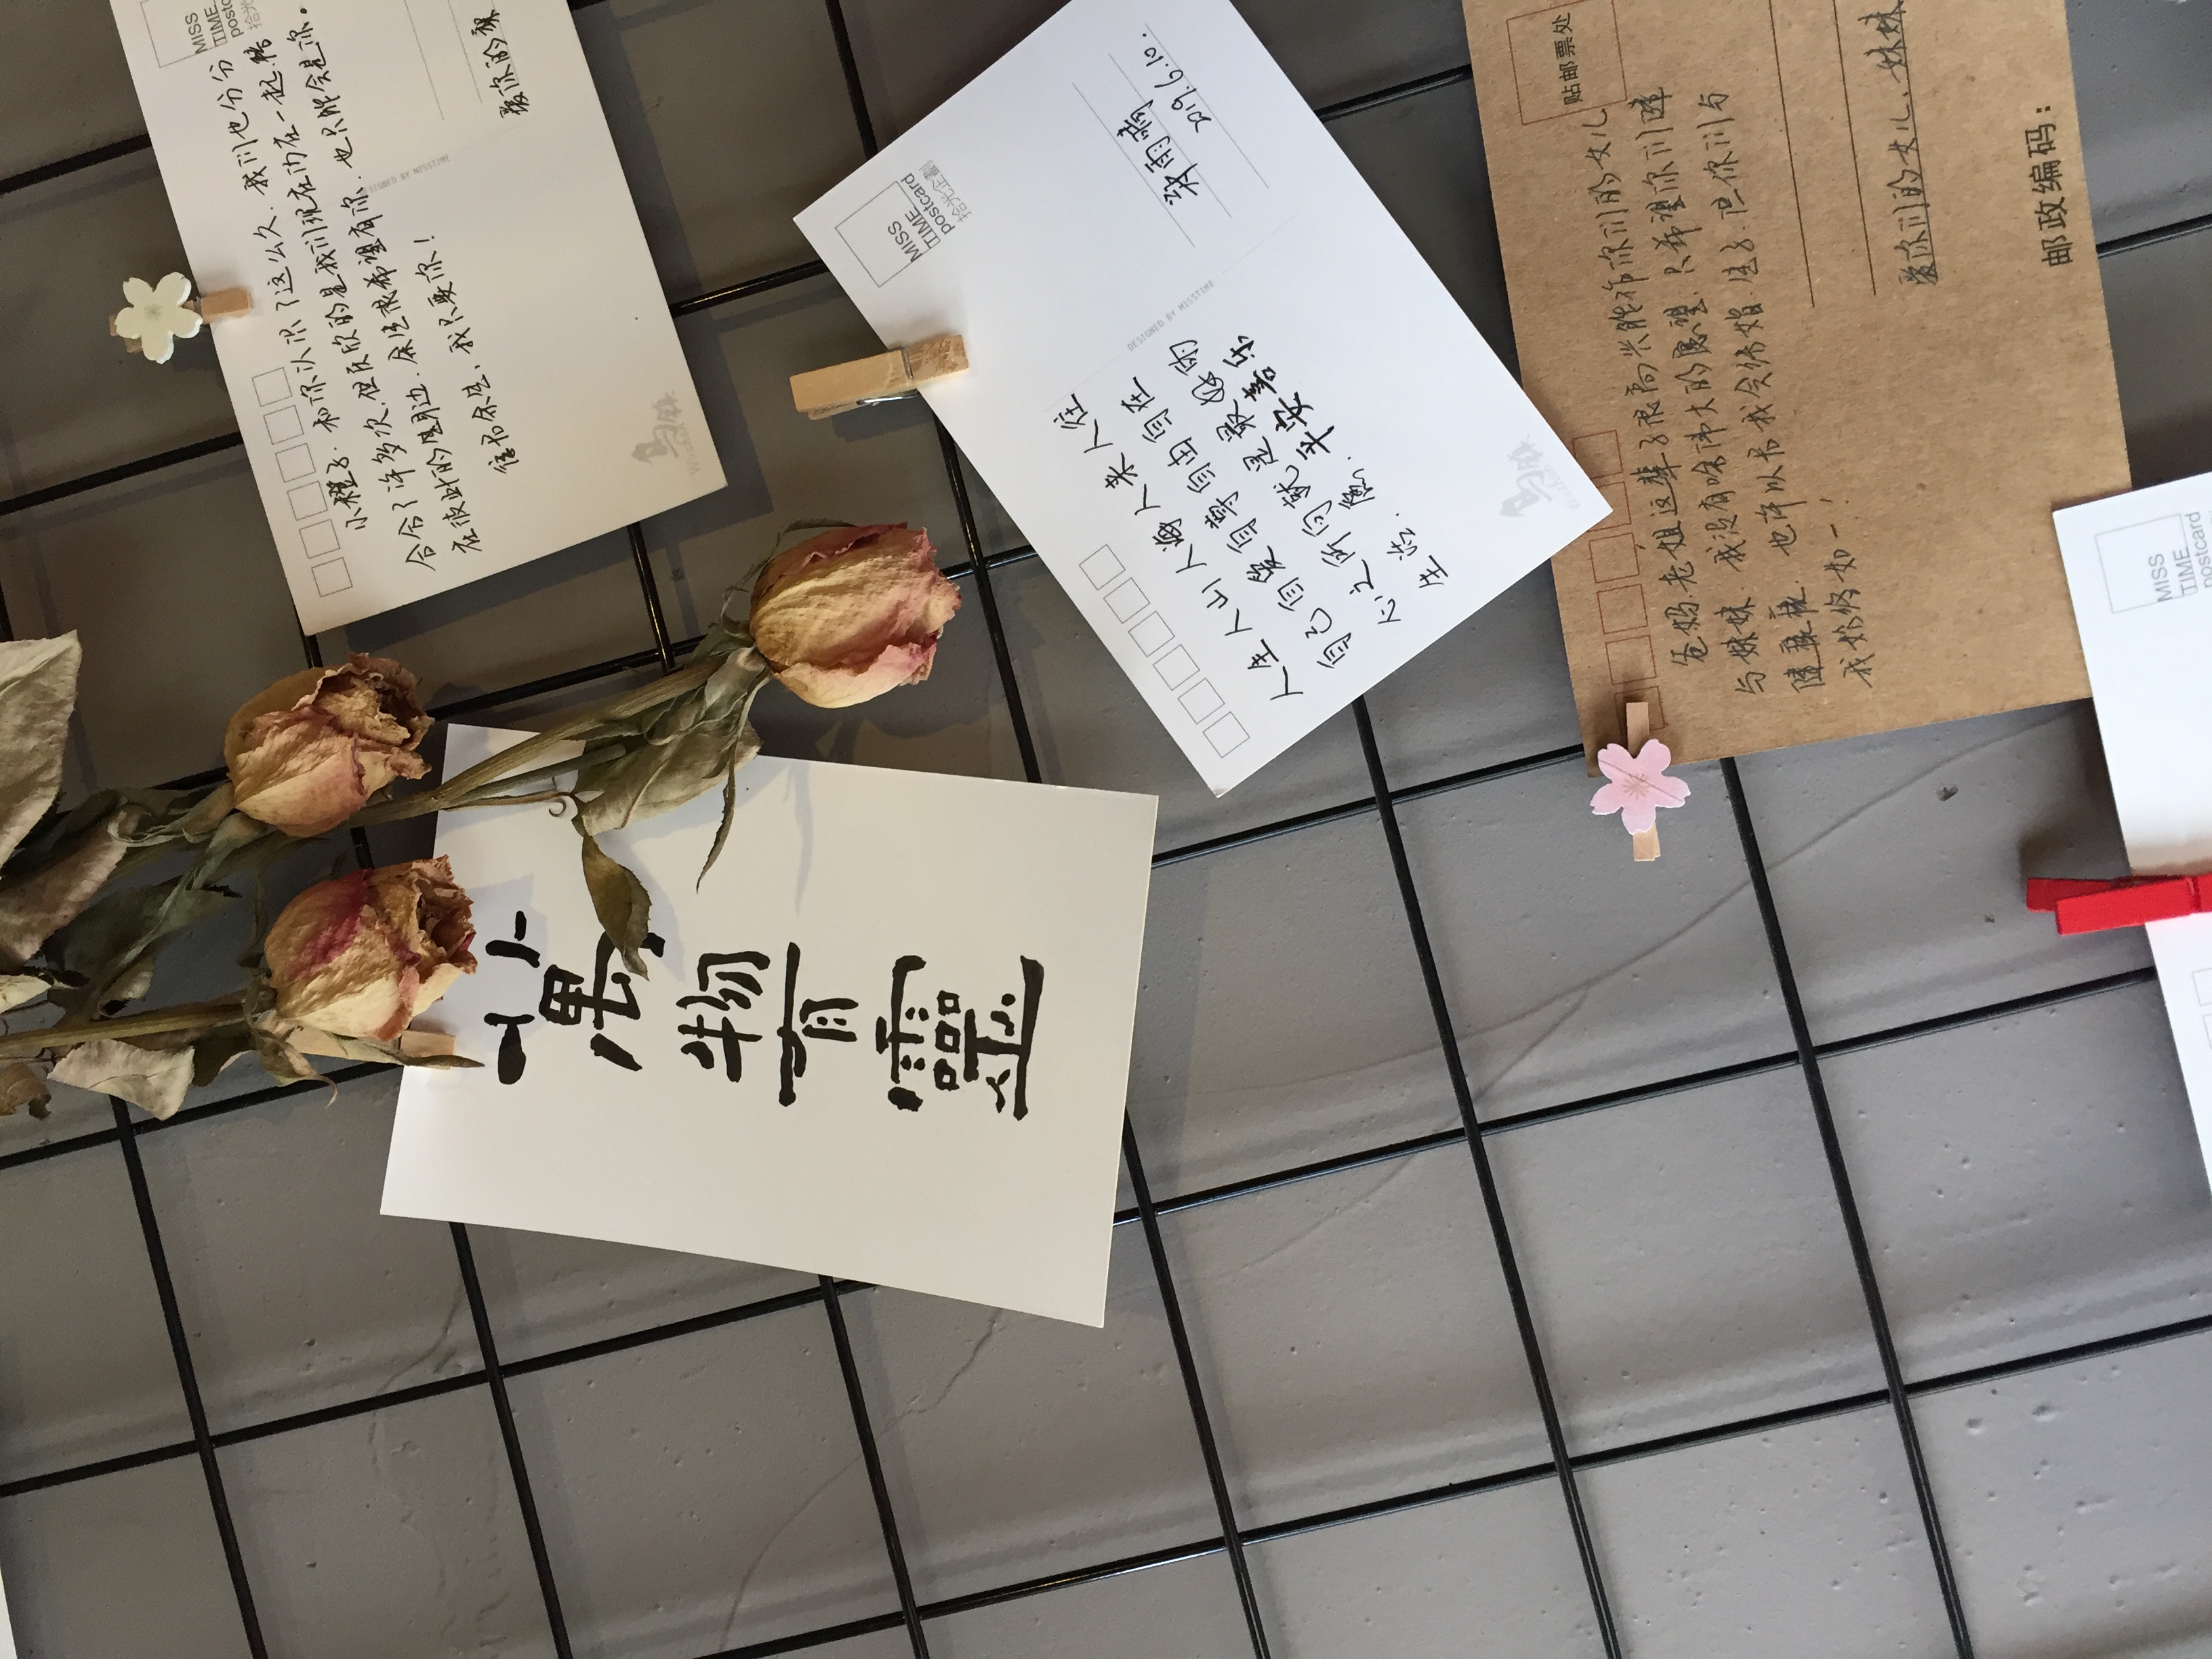 萬物有靈
MISS
TIME
postc
拾光
小橙子.和你认识了这么久.我们也分分
合合了许多次.但庆欣的是我们现在仍在一起.陪
在彼此的身边.余生很希望有你.也只能会是你。
往后余生,我只要你!
爱你的
DESIGNED BY MISSTIME
乌镇
Wuzhen
MISS
TIME
postcard
拾光企劃
人生人山人海人来人往
自己自爱自尊自由自在
心之所向就是最好的
生活.愿.平安喜乐
DESIGNED BY MISSTIME
郑雨晴
2019.6.10.
乌镇
Wuzhen
贴邮票处
爸妈.老姐这辈子很高兴能作你们的女儿
与妹妹.我没有啥伟大的愿望.只希望你们健
健康康.也许以后我会结婚.生子.但你们与
我始终如一!
爱你们的女儿、妹妹
邮政编码:
MISS
TIME
postcard